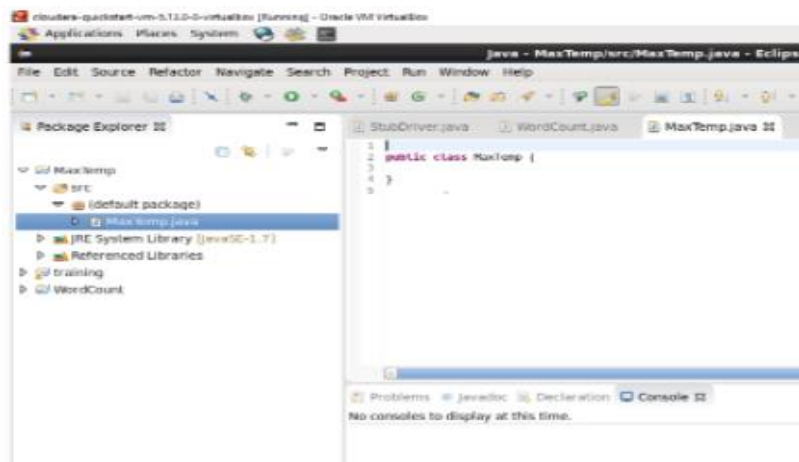 cloudera-quickstart-vm-5.13.0-0-virtualbox [Running] - Oracle VM VirtualBox
Applications Places System
Java - MaxTemp/src/MaxTemp.java - Eclips
File Edit Source Refactor Navigate Search Project Run Window Help
Package Explorer
StubDriver.java WordCount.java MaxTemp.java
1
2 public class MaxTemp {
3
4 }
5
MaxTemp
src
(default package)
MaxTemp.java
JRE System Library [JavaSE-1.7]
Referenced Libraries
training
WordCount
Problems Javadoc Declaration Console
No consoles to display at this time.